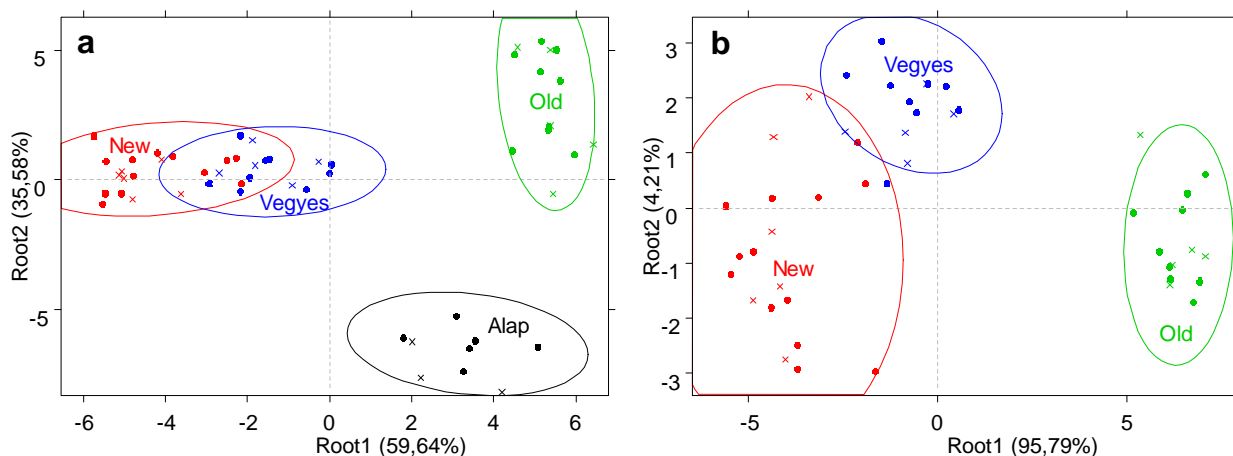 a
5
0
-5
Root2 (35,58%)
New
Vegyes
Old
Alap
-6
-4
-2
0
2
4
6
Root1 (59,64%)
b
3
2
1
0
-1
-2
-3
Root2 (4,21%)
Vegyes
New
Old
-5
0
5
Root1 (95,79%)